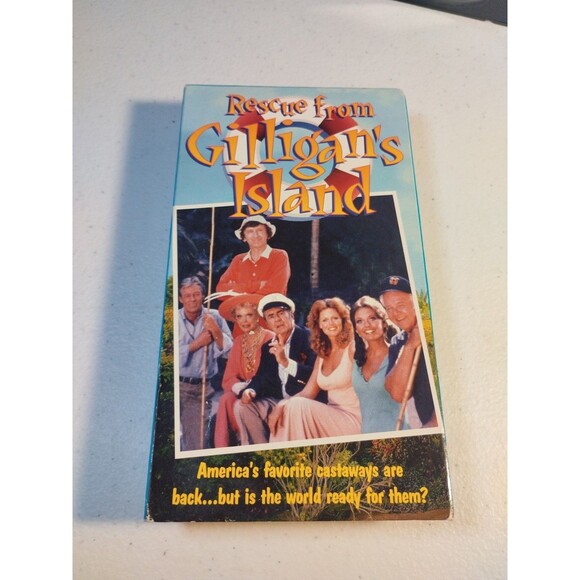 Rescue from
Gilligan's
Island
America's favorite castaways are
back...but is the world ready for them?